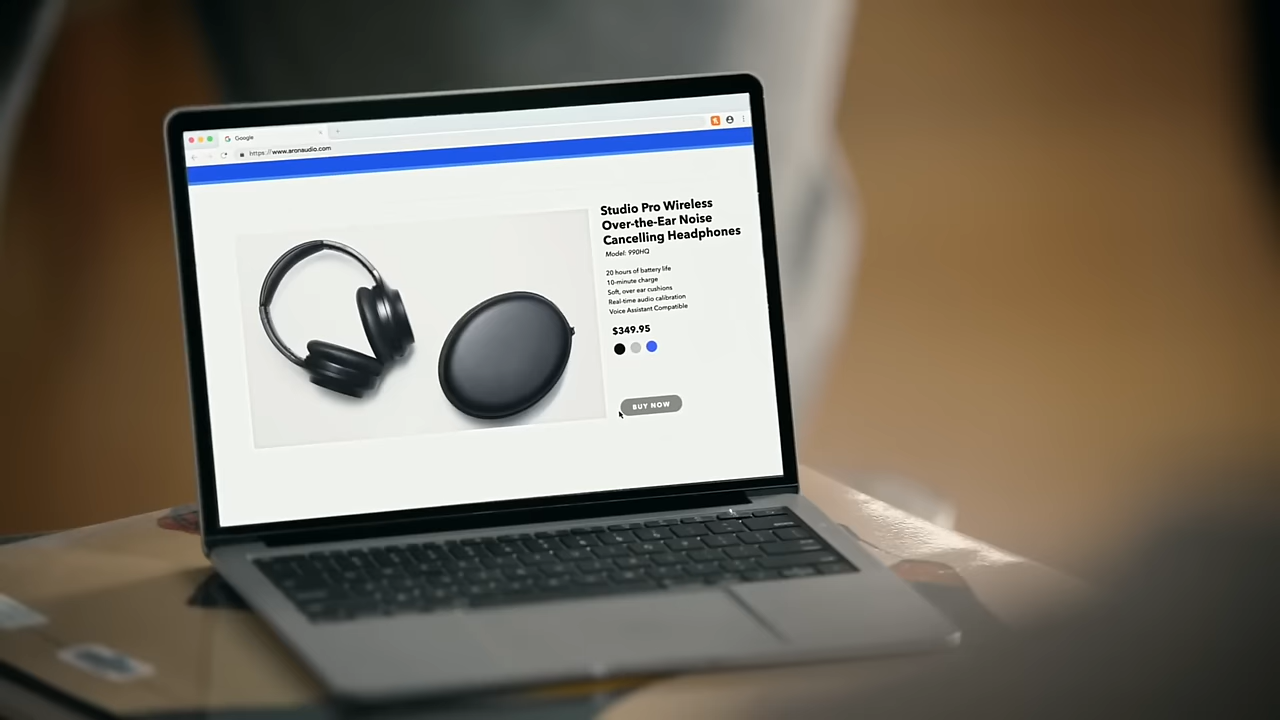 Google
https://www.aronaudio.com
Studio Pro Wireless
Over-the-Ear Noise
Cancelling Headphones
Model: 990HQ
20 hours of battery life
10-minute charge
Soft, over ear cushions
Real-time audio calibration
Voice Assistant Compatible
$349.95
BUY NOW